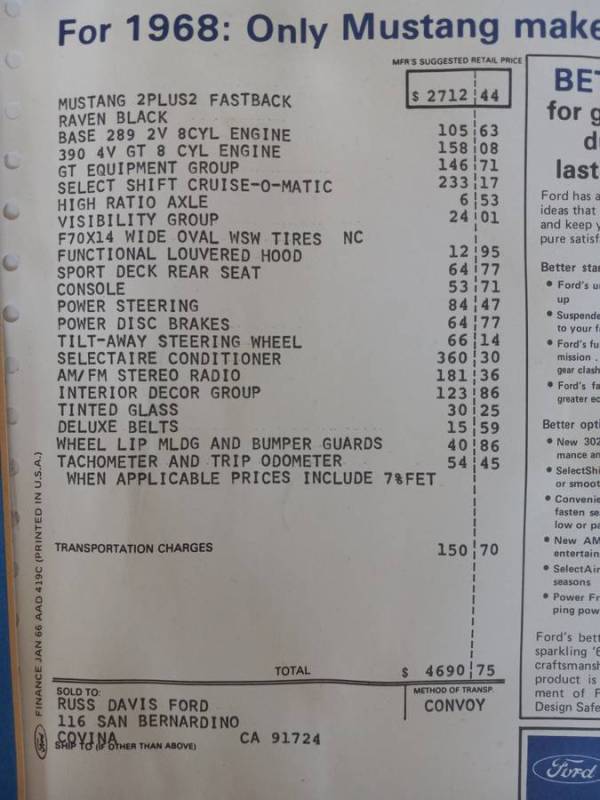 For 1968: Only Mustang make
MFR'S SUGGESTED RETAIL PRICE
MUSTANG 2PLUS2 FASTBACK $ 2712 44
RAVEN BLACK
BASE 289 2V 8CYL ENGINE 105 63
390 4V GT 8 CYL ENGINE 158 08
GT EQUIPMENT GROUP 146 71
SELECT SHIFT CRUISE-O-MATIC 233 17
HIGH RATIO AXLE 6 53
VISIBILITY GROUP 24 01
F70X14 WIDE OVAL WSW TIRES NC
FUNCTIONAL LOUVERED HOOD 12 95
SPORT DECK REAR SEAT 64 77
CONSOLE 53 71
POWER STEERING 84 47
POWER DISC BRAKES 64 77
TILT-AWAY STEERING WHEEL 66 14
SELECTAIRE CONDITIONER 360 30
AM/FM STEREO RADIO 181 36
INTERIOR DECOR GROUP 123 86
TINTED GLASS 30 25
DELUXE BELTS 15 59
WHEEL LIP MLDG AND BUMPER GUARDS 40 86
TACHOMETER AND TRIP ODOMETER 54 45
WHEN APPLICABLE PRICES INCLUDE 7%FET
TRANSPORTATION CHARGES 150 70
TOTAL $ 4690 75
SOLD TO:
RUSS DAVIS FORD
116 SAN BERNARDINO
COVINA CA 91724
SHIP TO (IF OTHER THAN ABOVE)
METHOD OF TRANSP.
CONVOY
Ford FINANCE JAN 66 AAD 419C (PRINTED IN U.S.A.)
BE
for g
d
last
Ford has a
ideas that
and keep y
pure satisf
Better sta
• Ford's u
up
• Suspende
to your f
• Ford's fu
mission .
gear clash
• Ford's fa
greater ec
Better opti
• New 302
mance an
• SelectShi
or smoot
• Convenie
fasten se
low or pa
• New AM
entertain
• SelectAir
seasons
• Power Fr
ping pow
Ford's bett
sparkling '6
craftsmansh
product is
ment of F
Design Safe
Ford